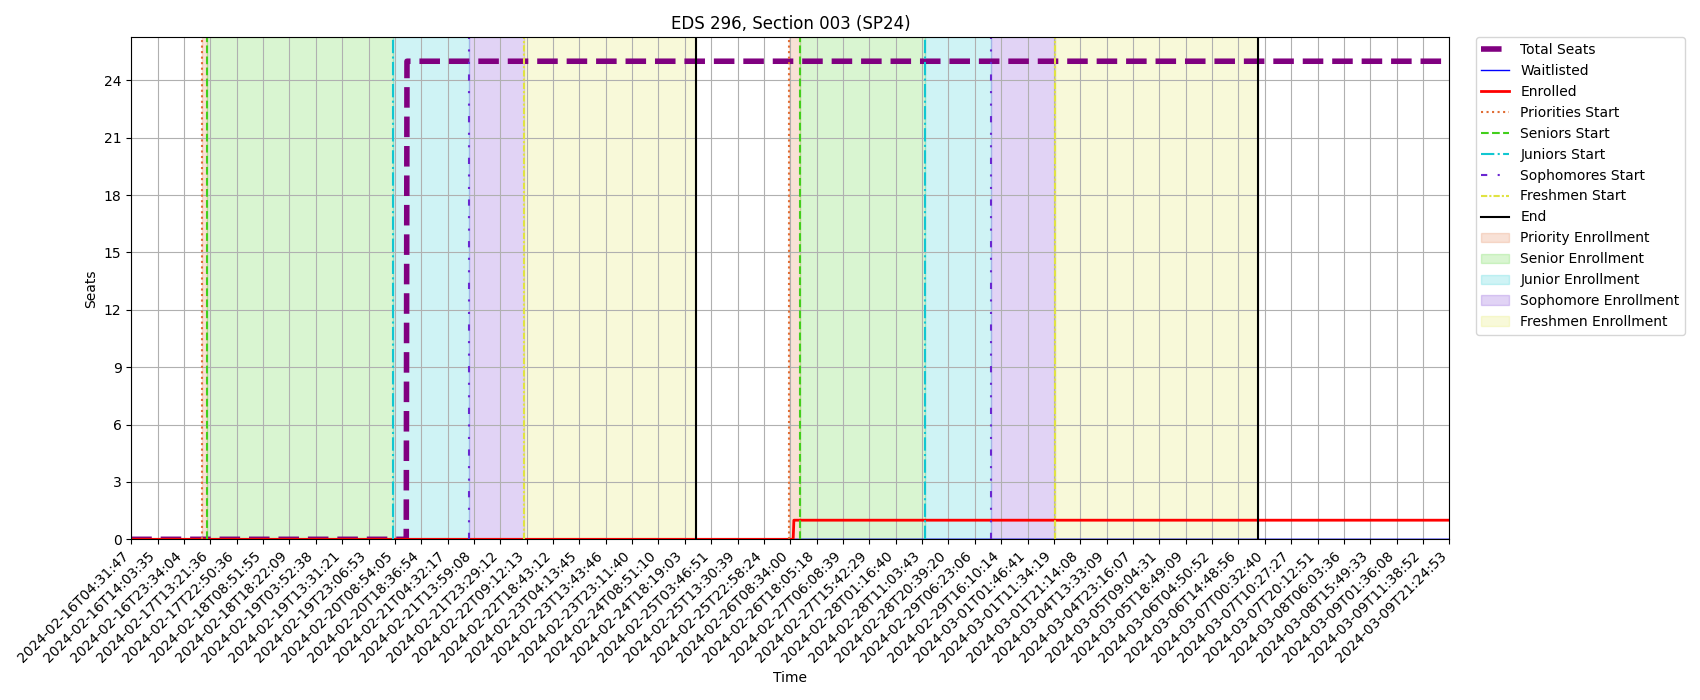 EDS 296, Section 003 (SP24)
Seats
24
21
18
15
12
9
6
3
0
2024-02-16T04:31:47
2024-02-16T14:03:35
2024-02-16T23:34:04
2024-02-17T13:21:36
2024-02-17T22:50:36
2024-02-18T08:51:55
2024-02-18T18:22:09
2024-02-19T03:52:38
2024-02-19T13:31:21
2024-02-19T23:06:53
2024-02-20T08:54:05
2024-02-20T18:36:54
2024-02-21T04:32:17
2024-02-21T13:59:08
2024-02-21T23:29:12
2024-02-22T09:12:13
2024-02-22T18:43:12
2024-02-23T04:13:45
2024-02-23T13:43:46
2024-02-23T23:11:40
2024-02-24T08:51:10
2024-02-24T18:19:03
2024-02-25T03:46:51
2024-02-25T13:30:39
2024-02-25T22:58:24
2024-02-26T08:34:00
2024-02-26T18:05:18
2024-02-27T06:08:39
2024-02-27T15:42:29
2024-02-28T01:16:40
2024-02-28T11:03:43
2024-02-28T20:39:20
2024-02-29T06:23:06
2024-02-29T16:10:14
2024-03-01T01:46:41
2024-03-01T11:34:19
2024-03-01T21:14:08
2024-03-04T13:33:09
2024-03-04T23:16:07
2024-03-05T09:04:31
2024-03-05T18:49:09
2024-03-06T04:50:52
2024-03-06T14:48:56
2024-03-07T00:32:40
2024-03-07T10:27:27
2024-03-07T20:12:51
2024-03-08T06:03:36
2024-03-08T15:49:33
2024-03-09T01:36:08
2024-03-09T11:38:52
2024-03-09T21:24:53
Time
Total Seats
Waitlisted
Enrolled
Priorities Start
Seniors Start
Juniors Start
Sophomores Start
Freshmen Start
End
Priority Enrollment
Senior Enrollment
Junior Enrollment
Sophomore Enrollment
Freshmen Enrollment